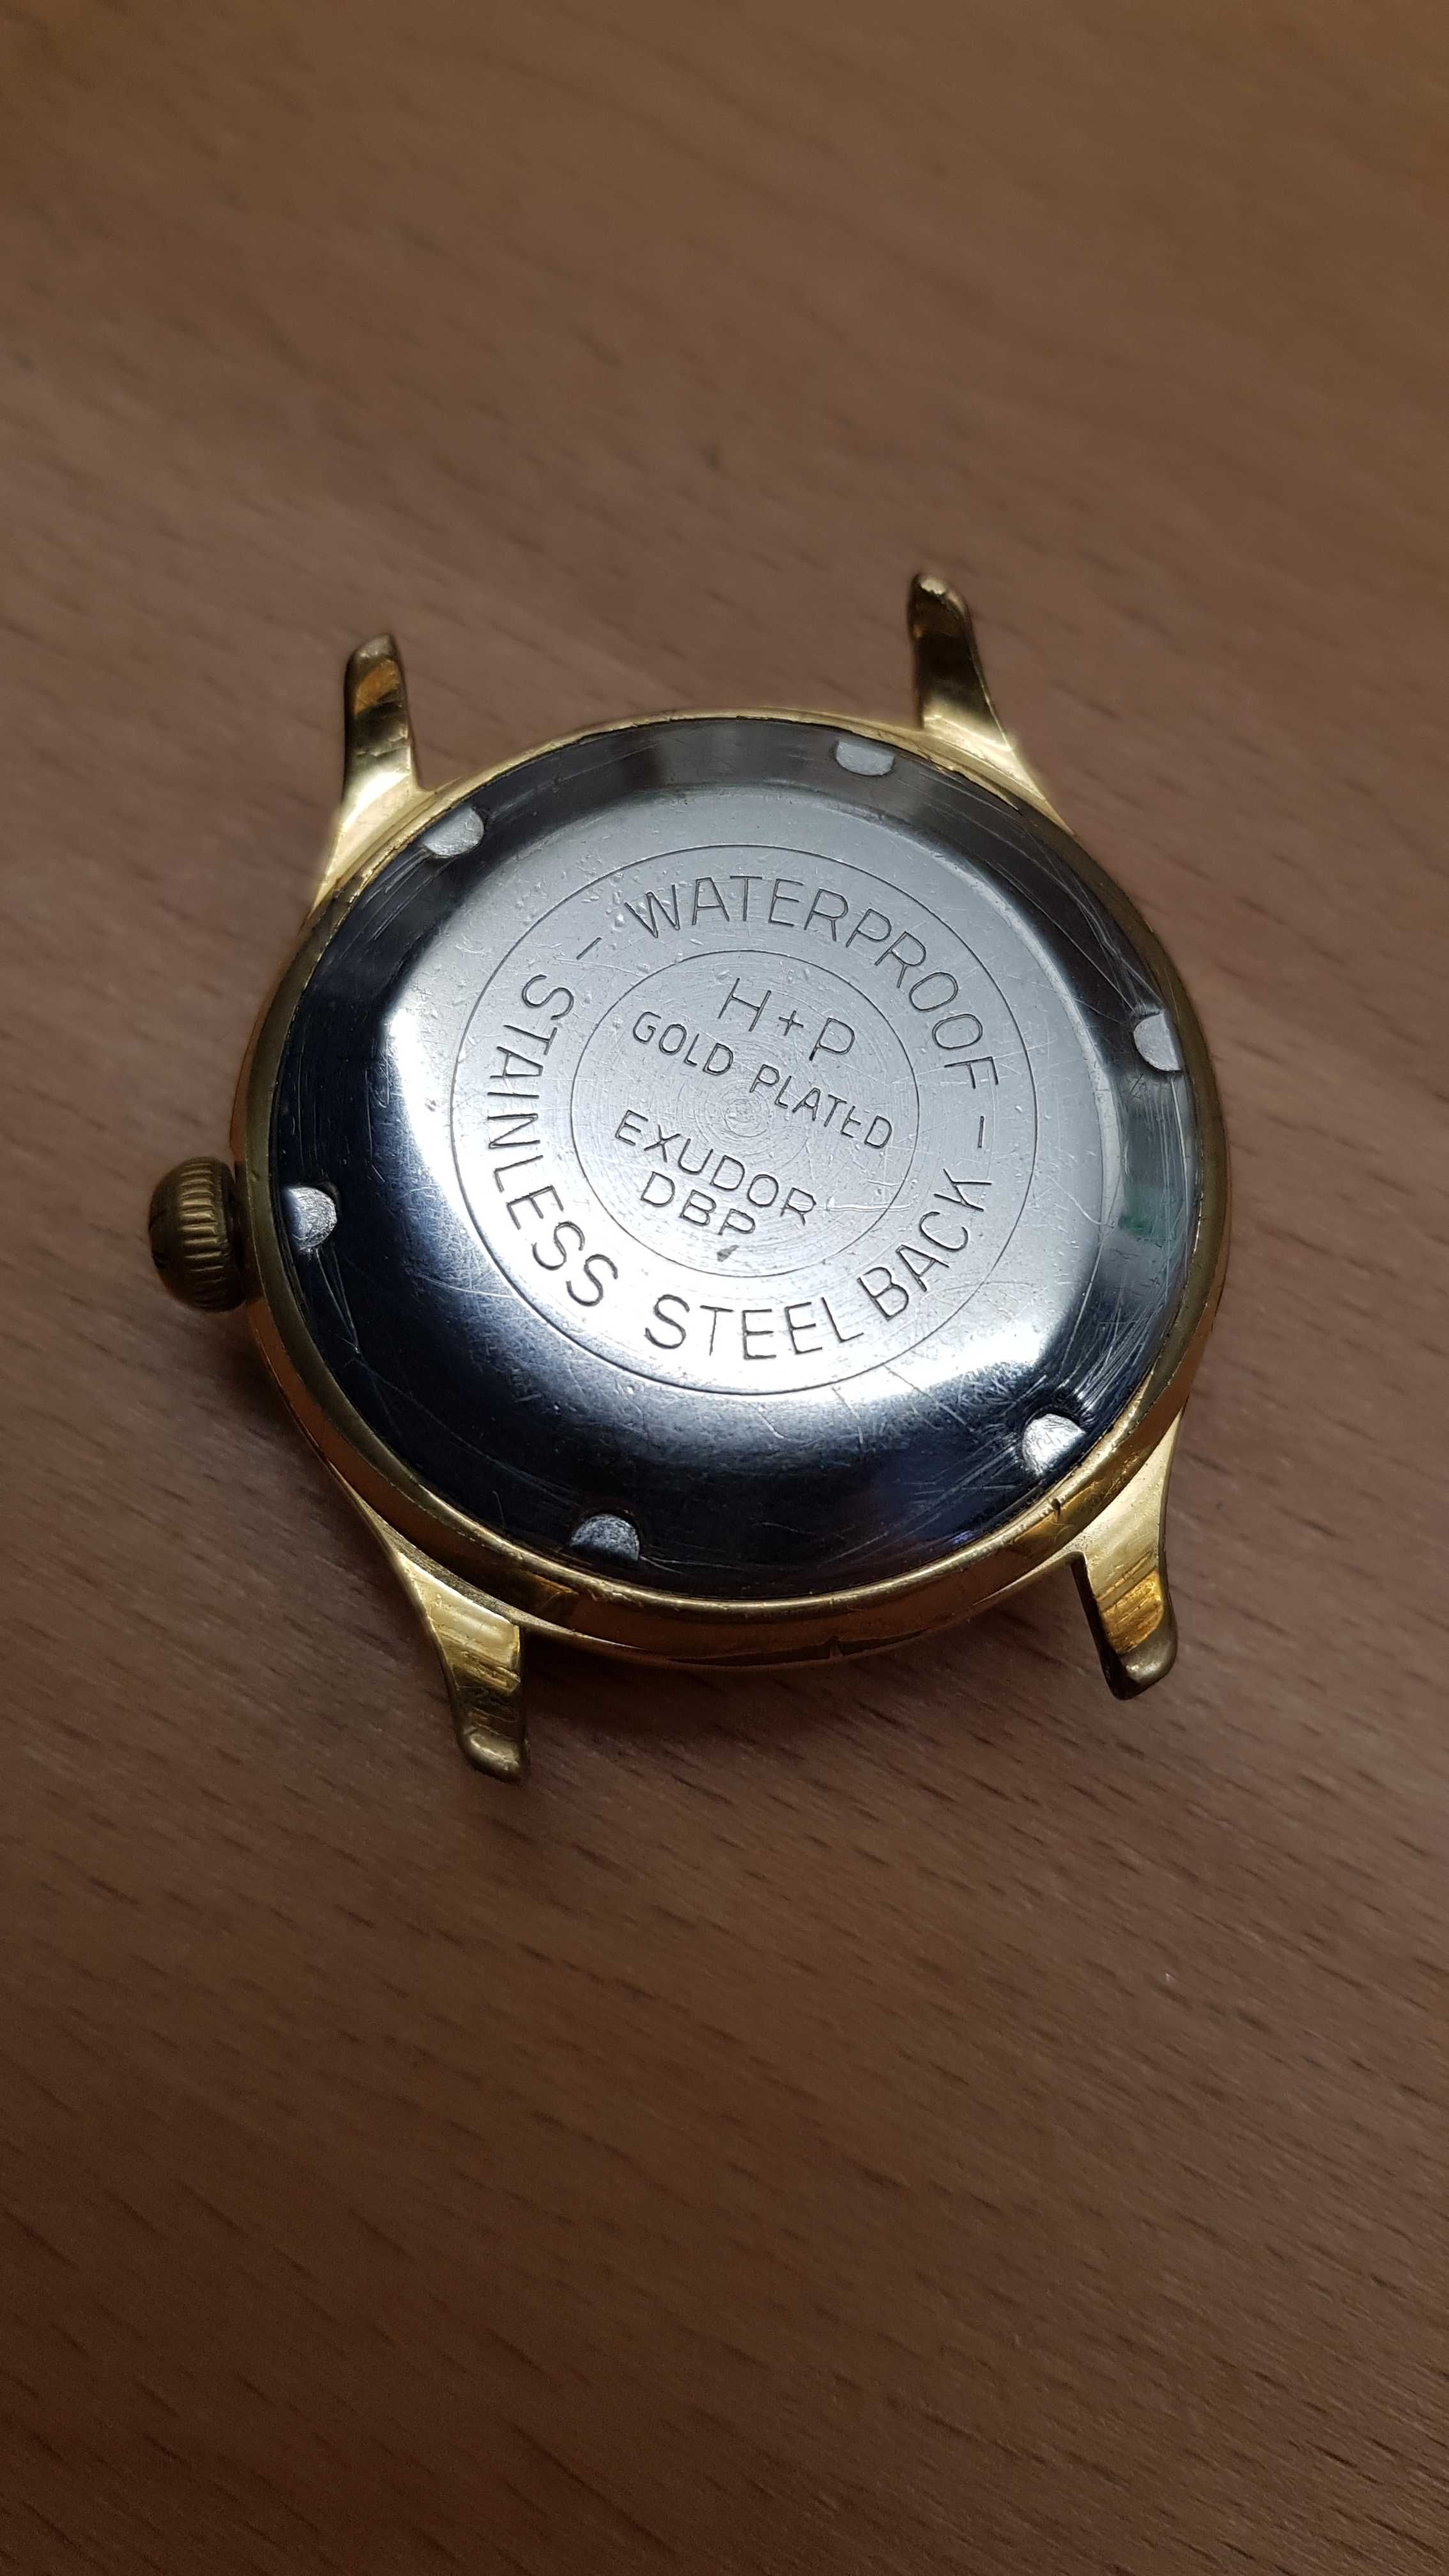 - WATERPROOF -
H+P
GOLD PLATED
EXUDOR
DBP
STAINLESS STEEL BACK